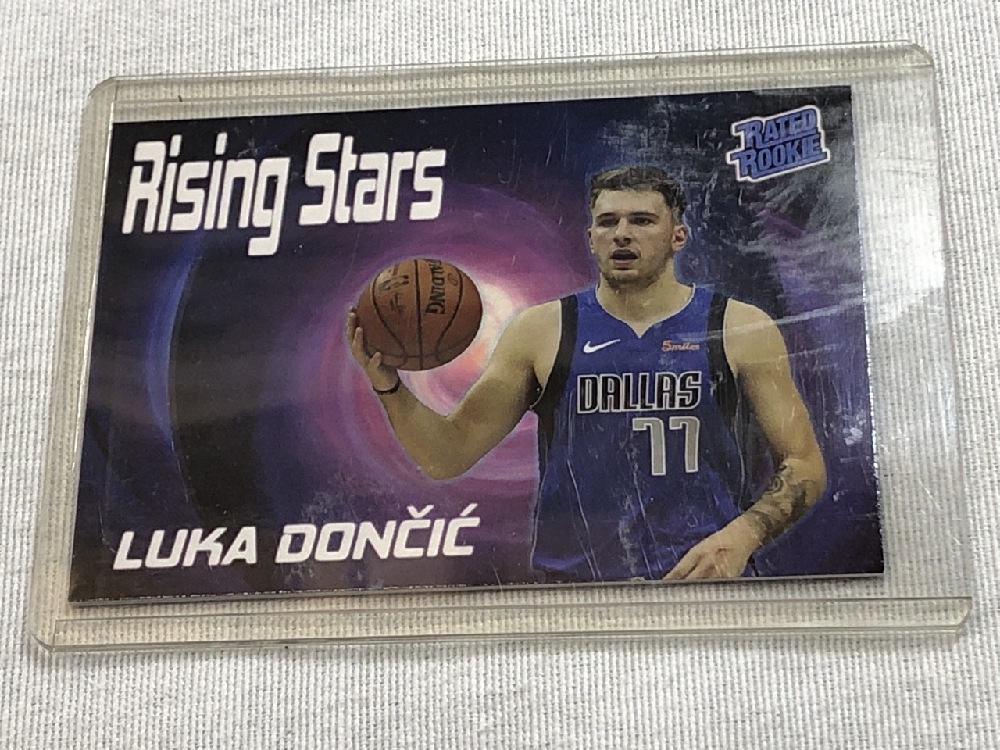 Rising Stars
RATED
ROOKIE
SPALDING
5miles
DALLAS
77
LUKA DONČIĆ